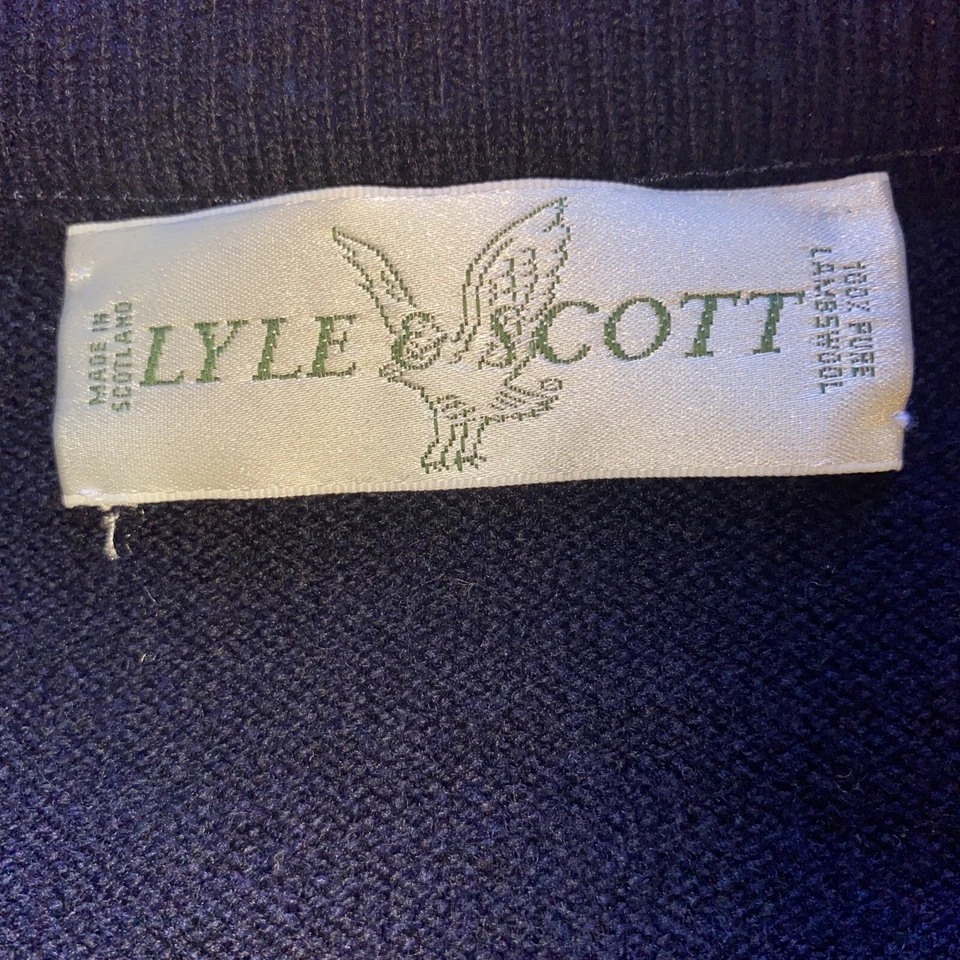 MADE IN
SCOTLAND
LYLE & SCOTT
100% PURE
LAMBSWOOL